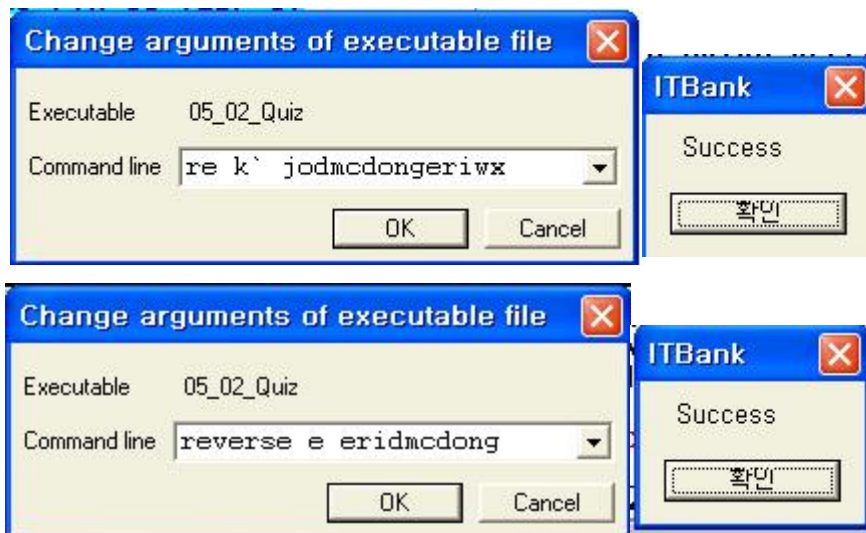 Change arguments of executable file
Executable 05_02_Quiz
Command line re k` jodmcdongeriwx
OK Cancel
ITBank
Success
확인
Change arguments of executable file
Executable 05_02_Quiz
Command line reverse e eridmcdong
OK Cancel
ITBank
Success
확인